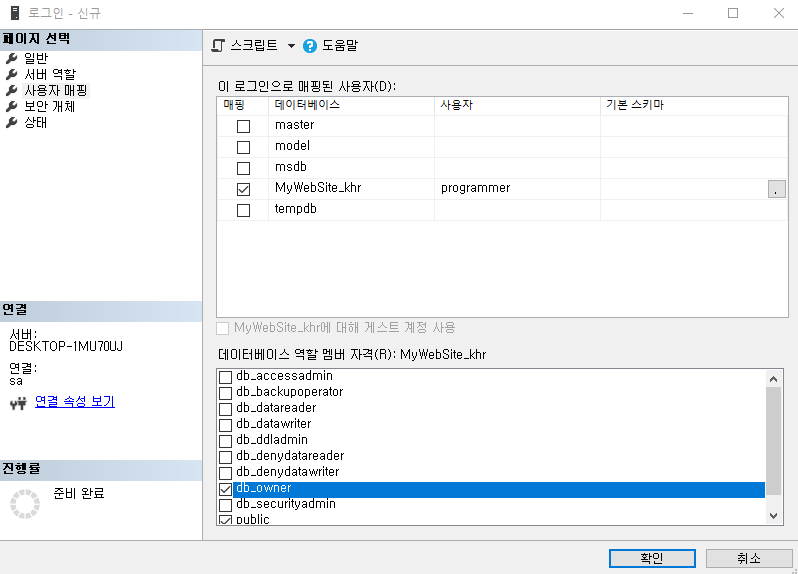 로그인 - 신규
페이지 선택
일반
서버 역할
사용자 매핑
보안 개체
상태
스크립트 도움말
이 로그인으로 매핑된 사용자(D):
매핑 데이터베이스 사용자 기본 스키마
master
model
msdb
MyWebSite_khr programmer .
tempdb
MyWebSite_khr에 대해 게스트 계정 사용
데이터베이스 역할 멤버 자격(R): MyWebSite_khr
db_accessadmin
db_backupoperator
db_datareader
db_datawriter
db_ddladmin
db_denydatareader
db_denydatawriter
db_owner
db_securityadmin
public
연결
서버:
DESKTOP-1MU70UJ
연결:
sa
연결 속성 보기
진행률
준비 완료
확인 취소